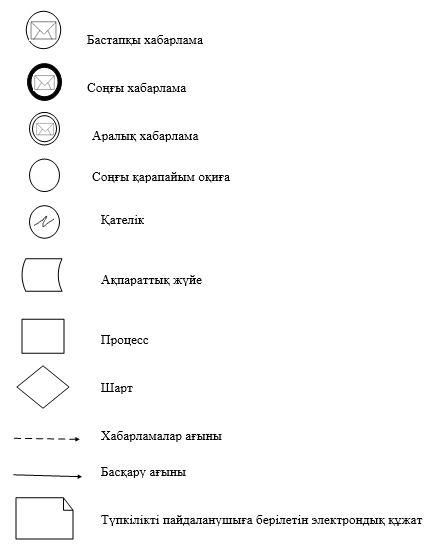 Бастапқы хабарлама
Соңғы хабарлама
Аралық хабарлама
Соңғы қарапайым оқиға
Қателік
Ақпараттық жүйе
Процесс
Шарт
Хабарламалар ағыны
Басқару ағыны
Түпкілікті пайдаланушыға берілетін электрондық құжат